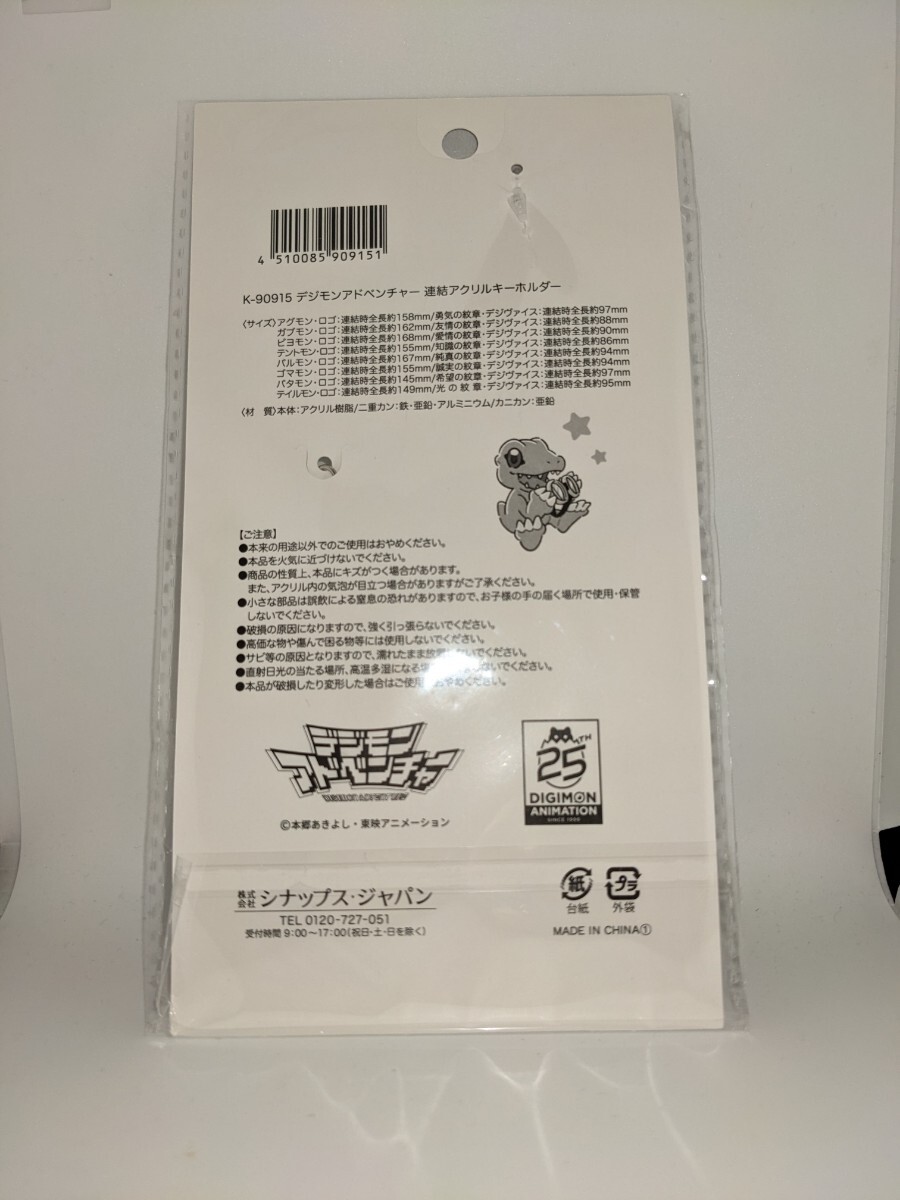 4 510085 909151
K-90915 デジモンアドベンチャー 連結アクリルキーホルダー
〈サイズ〉アグモン・ロゴ:連結時全長約158mm/勇気の紋章・デジヴァイス:連結時全長約97mm
ガブモン・ロゴ:連結時全長約162mm/友情の紋章・デジヴァイス:連結時全長約88mm
ピヨモン・ロゴ:連結時全長約168mm/愛情の紋章・デジヴァイス:連結時全長約90mm
テントモン・ロゴ:連結時全長約155mm/知識の紋章・デジヴァイス:連結時全長約86mm
パルモン・ロゴ:連結時全長約167mm/純真の紋章・デジヴァイス:連結時全長約94mm
ゴマモン・ロゴ:連結時全長約155mm/誠実の紋章・デジヴァイス:連結時全長約94mm
パタモン・ロゴ:連結時全長約145mm/希望の紋章・デジヴァイス:連結時全長約97mm
テイルモン・ロゴ:連結時全長約149mm/光の紋章・デジヴァイス:連結時全長約95mm
〈材 質〉本体:アクリル樹脂/二重カン:鉄・亜鉛・アルミニウム/カニカン:亜鉛
【ご注意】
●本来の用途以外でのご使用はおやめください。
●本品を火気に近づけないでください。
●商品の性質上、本品にキズがつく場合があります。
また、アクリル内の気泡が目立つ場合がありますがご了承ください。
●小さな部品は誤飲による窒息の恐れがありますので、お子様の手の届く場所で使用・保管
しないでください。
●破損の原因になりますので、強く引っ張らないでください。
●高価な物や傷んで困る物等には使用しないでください。
●サビ等の原因となりますので、濡れたまま放置しないでください。
●直射日光の当たる場所、高温多湿になる しないでください。
●本品が破損したり変形した場合はご使用 おやめください。
デジモン
アドベンチャー
DIGIMON ADVENTURE
©本郷あきよし・東映アニメーション
25TH
DIGIMON
ANIMATION
SINCE 1999
株式会社 シナップス・ジャパン
TEL 0120-727-051
受付時間 9:00〜17:00(祝日・土・日を除く)
紙
台紙
プラ
外袋
MADE IN CHINA①